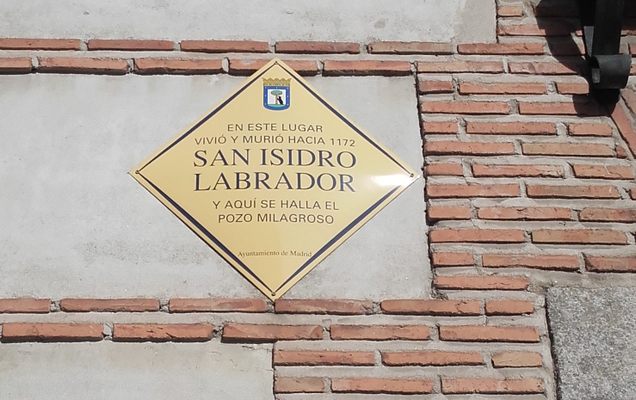 EN ESTE LUGAR
VIVIÓ Y MURIÓ HACIA 1172
SAN ISIDRO
LABRADOR
Y AQUÍ SE HALLA EL
POZO MILAGROSO
Ayuntamiento de Madrid